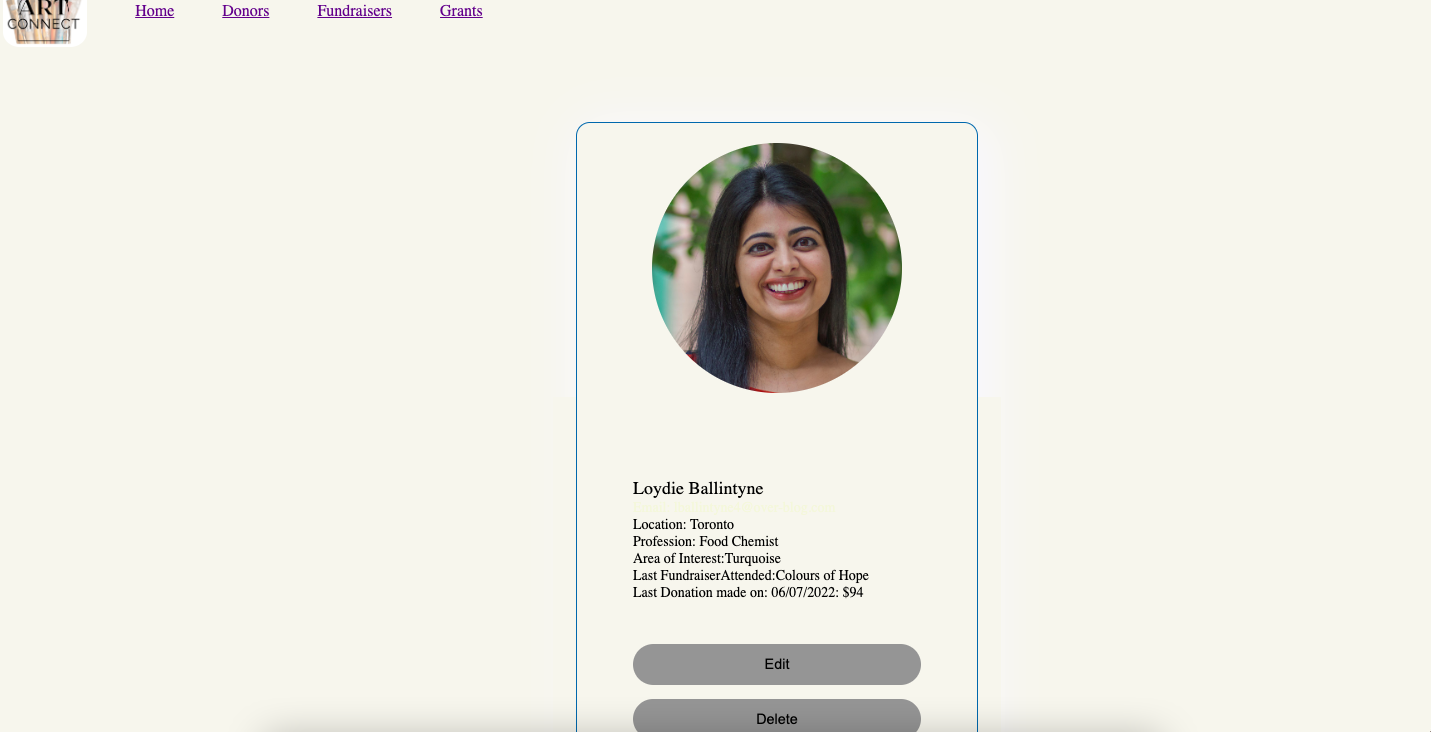 ART
CONNECT
Home Donors Fundraisers Grants
Loydie Ballintyne
Location: Toronto
Profession: Food Chemist
Area of Interest:Turquoise
Last FundraiserAttended:Colours of Hope
Last Donation made on: 06/07/2022: $94
Edit
Delete